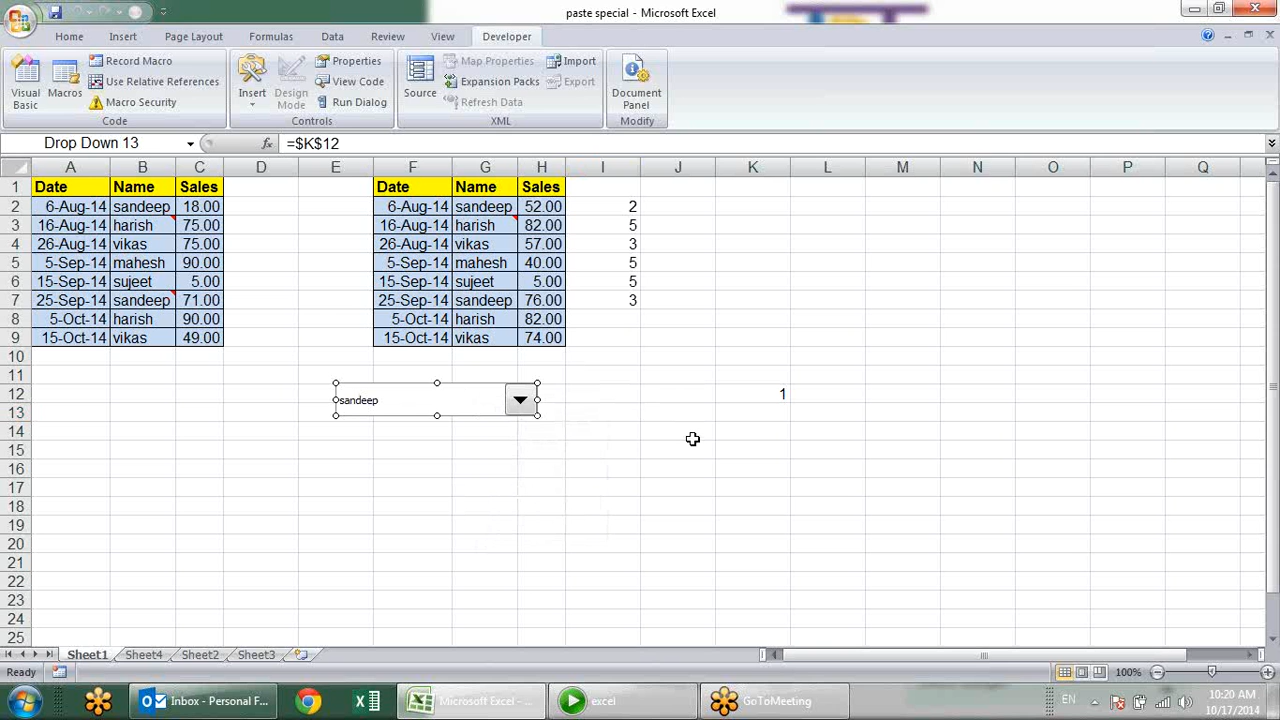 paste special - Microsoft Excel
Home Insert Page Layout Formulas Data Review View Developer
Visual Basic
Macros
Record Macro
Use Relative References
Macro Security
Code
Insert
Design Mode
Properties
View Code
Run Dialog
Controls
Source
Map Properties
Expansion Packs
Refresh Data
Import
Export
XML
Document Panel
Modify
Drop Down 13 fx =$K$12
A B C D E F G H I J K L M N O P Q
1 Date Name Sales Date Name Sales
2 6-Aug-14 sandeep 18.00 6-Aug-14 sandeep 52.00 2
3 16-Aug-14 harish 75.00 16-Aug-14 harish 82.00 5
4 26-Aug-14 vikas 75.00 26-Aug-14 vikas 57.00 3
5 5-Sep-14 mahesh 90.00 5-Sep-14 mahesh 40.00 5
6 15-Sep-14 sujeet 5.00 15-Sep-14 sujeet 5.00 5
7 25-Sep-14 sandeep 71.00 25-Sep-14 sandeep 76.00 3
8 5-Oct-14 harish 90.00 5-Oct-14 harish 82.00
9 15-Oct-14 vikas 49.00 15-Oct-14 vikas 74.00
10
11
12 sandeep 1
13
14
15
16
17
18
19
20
21
22
23
24
25
Sheet1 Sheet4 Sheet2 Sheet3
Ready 100%
Inbox - Personal F... Microsoft Excel - ... excel GoToMeeting EN 10:20 AM
10/17/2014